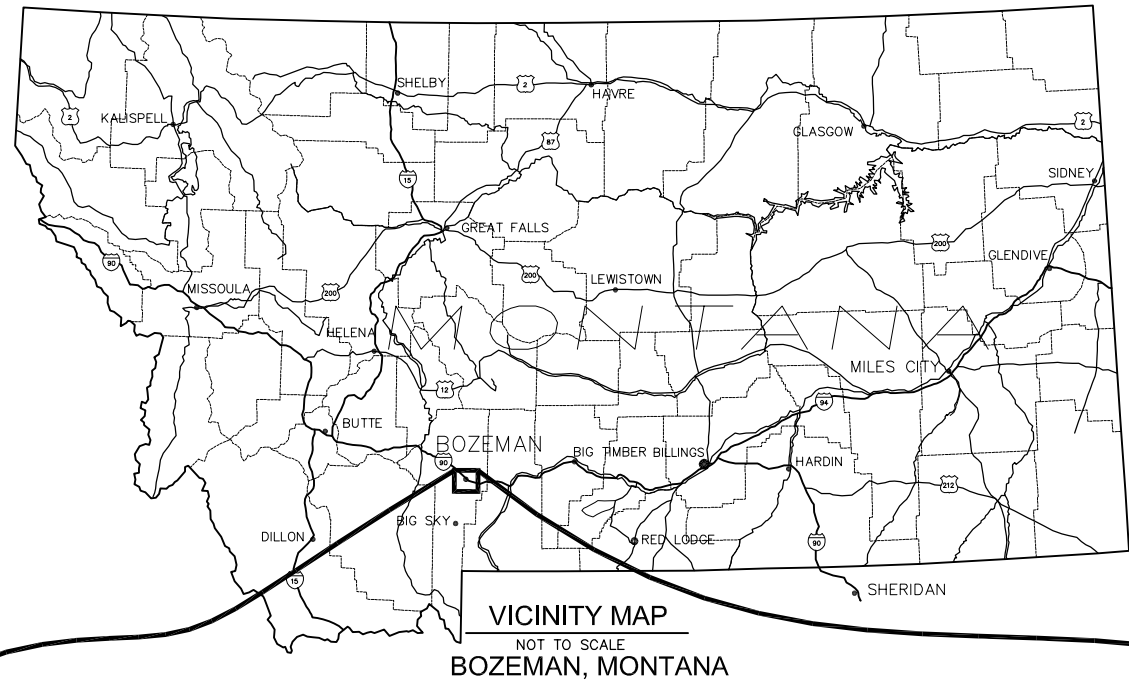 SHELBY
2
HAVRE
2
KALISPELL
GLASGOW
2
87
15
SIDNEY
GREAT FALLS
200
90
GLENDIVE
200
LEWISTOWN
MISSOULA
200
MONTANA
HELENA
MILES CITY
12
94
BUTTE
BOZEMAN
90
BIG TIMBER BILLINGS
HARDIN
212
BIG SKY
DILLON
RED LODGE
90
15
SHERIDAN
VICINITY MAP
NOT TO SCALE
BOZEMAN, MONTANA